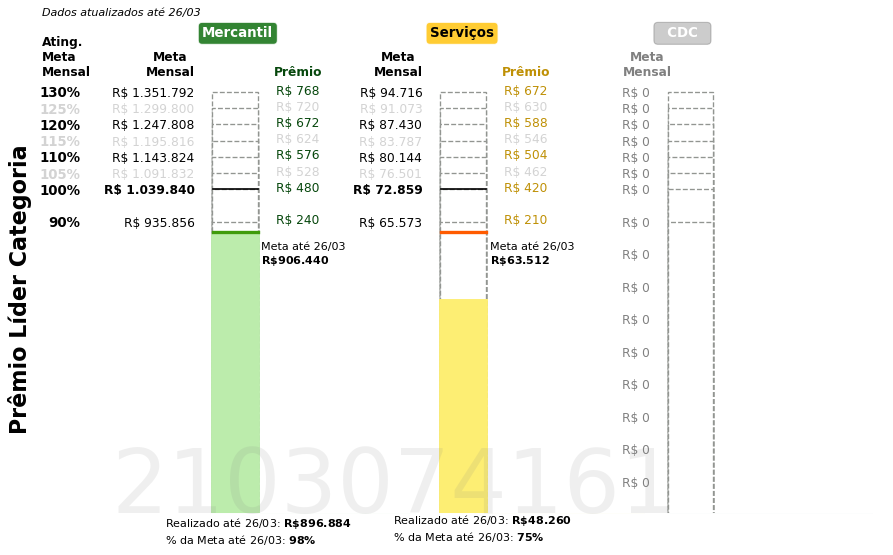 Dados atualizados até 26/03
Mercantil
Serviços
CDC
Ating.
Meta
Mensal
Meta
Mensal
Prêmio
Meta
Mensal
Prêmio
Meta
Mensal
130% R$ 1.351.792 R$ 768 R$ 94.716 R$ 672 R$ 0
125% R$ 1.299.800 R$ 720 R$ 91.073 R$ 630 R$ 0
120% R$ 1.247.808 R$ 672 R$ 87.430 R$ 588 R$ 0
115% R$ 1.195.816 R$ 624 R$ 83.787 R$ 546 R$ 0
110% R$ 1.143.824 R$ 576 R$ 80.144 R$ 504 R$ 0
105% R$ 1.091.832 R$ 528 R$ 76.501 R$ 462 R$ 0
100% R$ 1.039.840 R$ 480 R$ 72.859 R$ 420 R$ 0
90% R$ 935.856 R$ 240 R$ 65.573 R$ 210 R$ 0
Meta até 26/03
R$906.440
Meta até 26/03
R$63.512
R$ 0
R$ 0
R$ 0
R$ 0
R$ 0
R$ 0
R$ 0
R$ 0
Prêmio Líder Categoria
2103074161
Realizado até 26/03: R$896.884
% da Meta até 26/03: 98%
Realizado até 26/03: R$48.260
% da Meta até 26/03: 75%